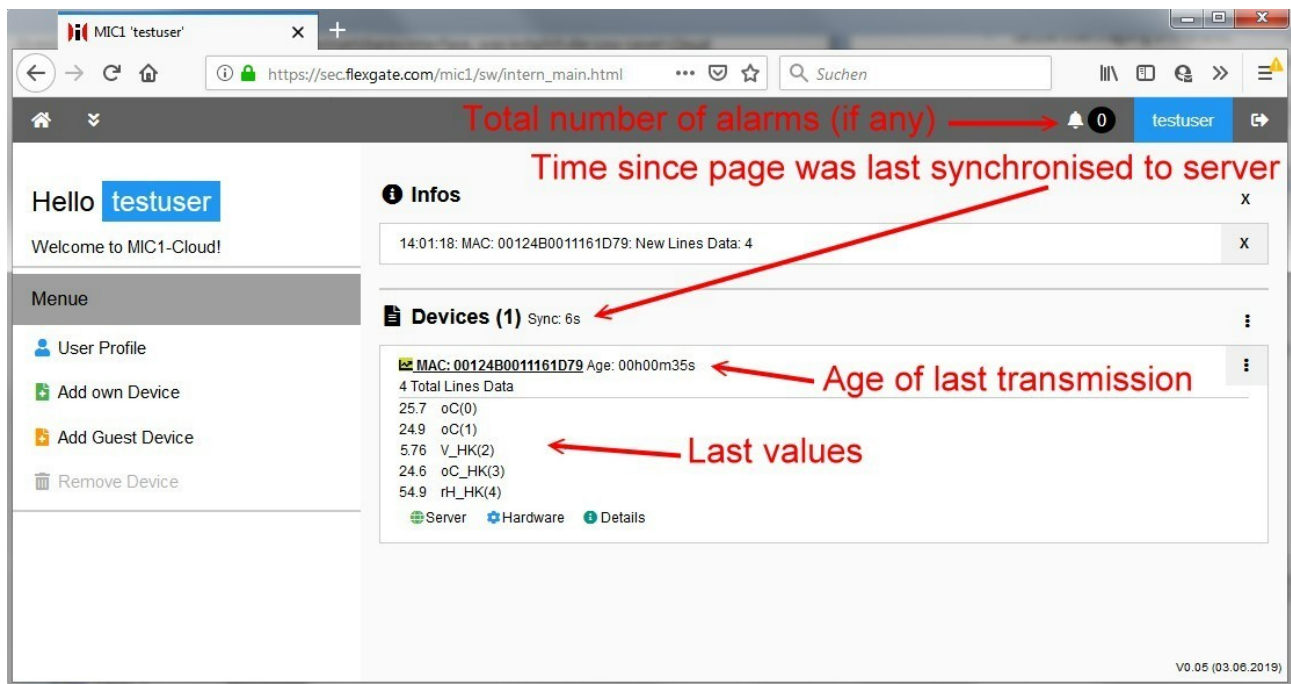 MIC1 'testuser'
https://sec.flexgate.com/mic1/sw/intern_main.html
Suchen
Total number of alarms (if any)
0
testuser
Time since page was last synchronised to server
Hello testuser
Welcome to MIC1-Cloud!
Menue
User Profile
Add own Device
Add Guest Device
Remove Device
Infos
X
14:01:18: MAC: 00124B0011161D79: New Lines Data: 4
X
Devices (1) Sync: 6s
MAC: 00124B0011161D79 Age: 00h00m35s
Age of last transmission
4 Total Lines Data
25.7 oC(0)
24.9 oC(1)
5.76 V_HK(2)
24.6 oC_HK(3)
54.9 rH_HK(4)
Last values
Server Hardware Details
V0.05 (03.06.2019)